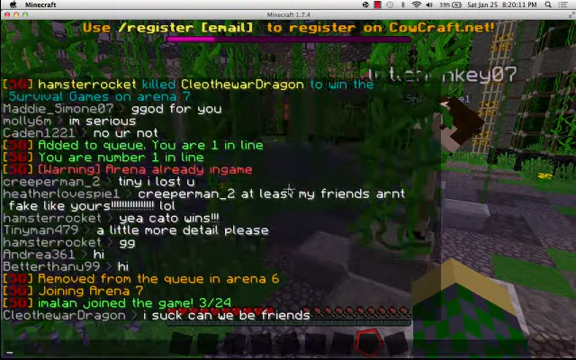 Minecraft
39%
Sat Jan 25 8:20:11 PM
Minecraft 1.7.4
Use /register [email] to register on CowCraft.net!
[SG] hamsterrocket killed CleothewarDragon to win the
Survival Games on arena 7
Maddie_Simone07 > ggod for you
molly6m > im serious
Caden1221 > no ur not
[SG] Added to queue. You are 1 in line
[SG] You are number 1 in line
[SG] [Warning] Arena already ingame
creeperman_2 > tiny i lost u
heatherlovespie1 > creeperman_2 at least my friends arnt
fake like yours!!!!!!!!!!!!!!!!! lol
hamsterrocket > yea cato wins!!!
Tinyman479 > a little more detail please
hamsterrocket > gg
Andrea361 > hi
Betterthanu99 > hi
[SG] Removed from the queue in arena 6
[SG] Joining Arena 7
[SG] imalan joined the game! 3/24
CleothewarDragon > i suck can we be friends